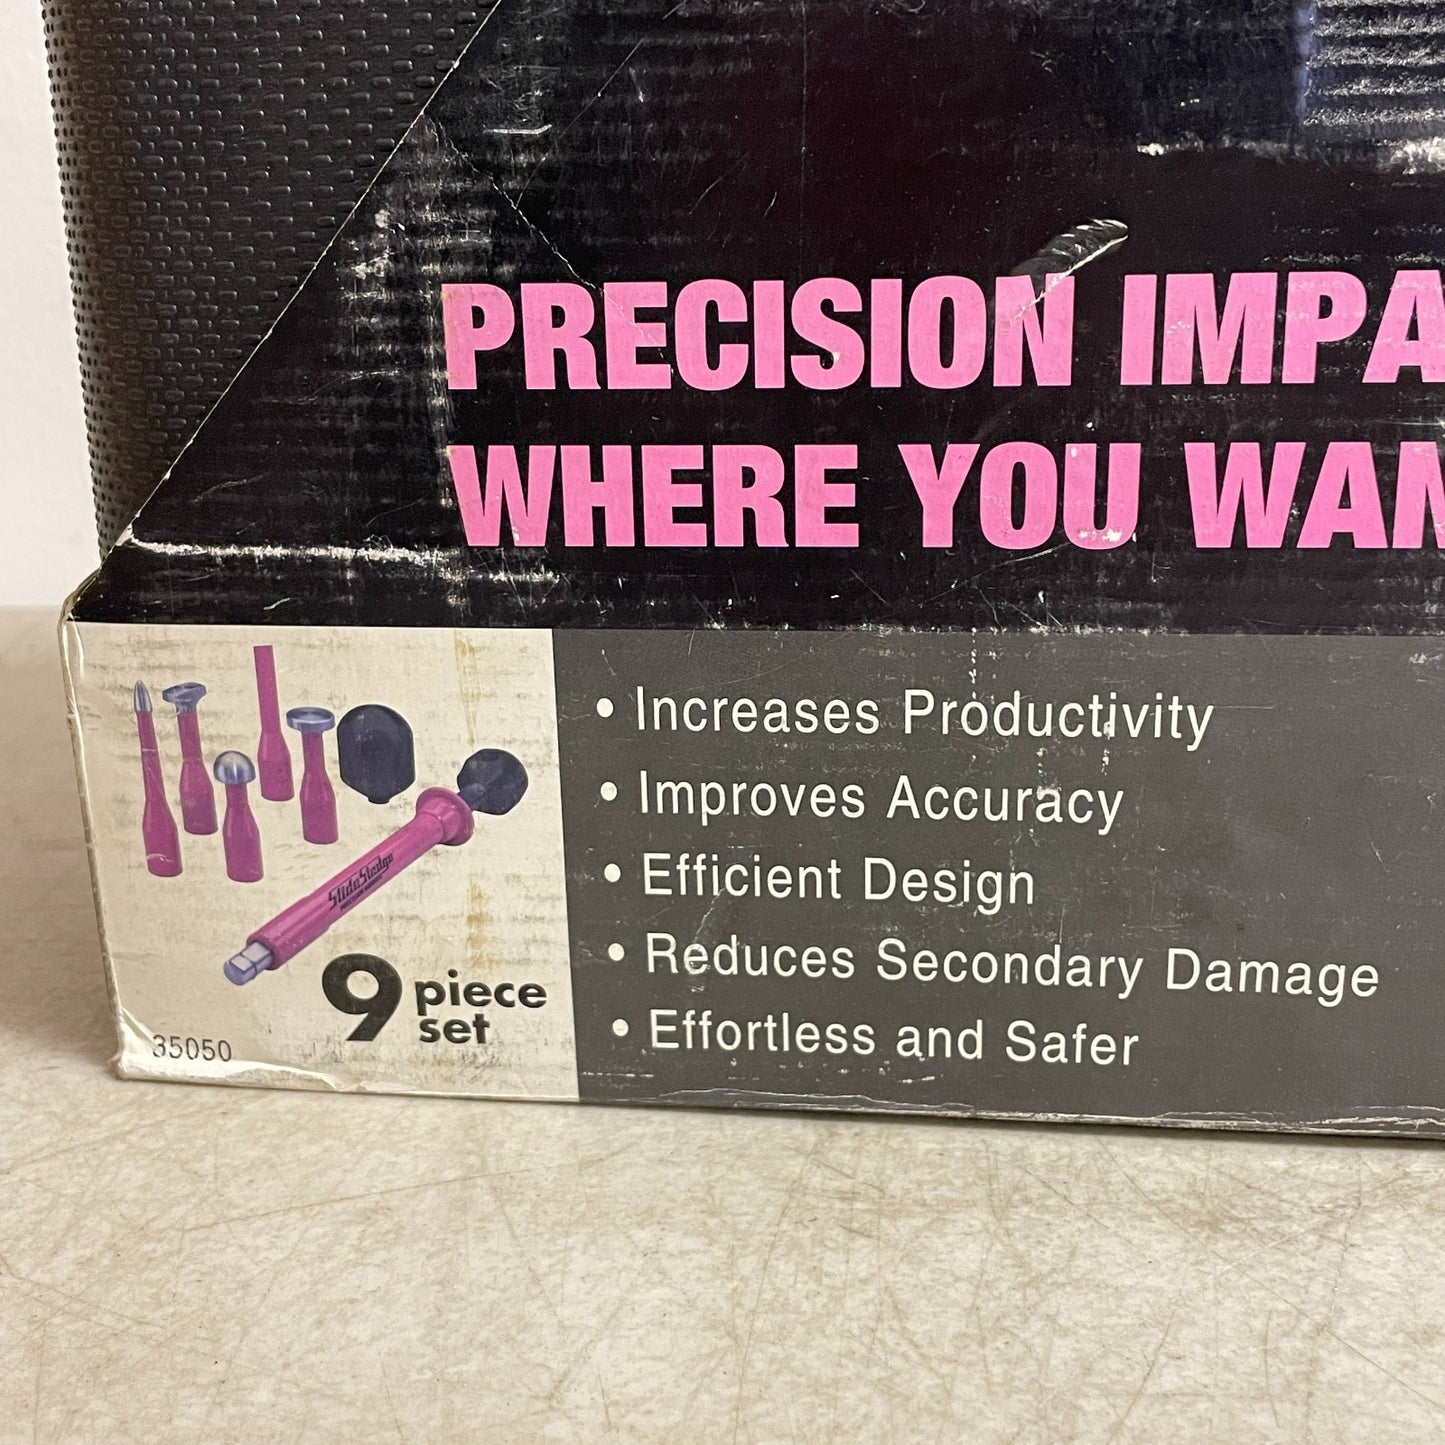 PRECISION IMPA
WHERE YOU WAN
• Increases Productivity
• Improves Accuracy
• Efficient Design
• Reduces Secondary Damage
• Effortless and Safer
SlideSledge
9 piece
set
35050